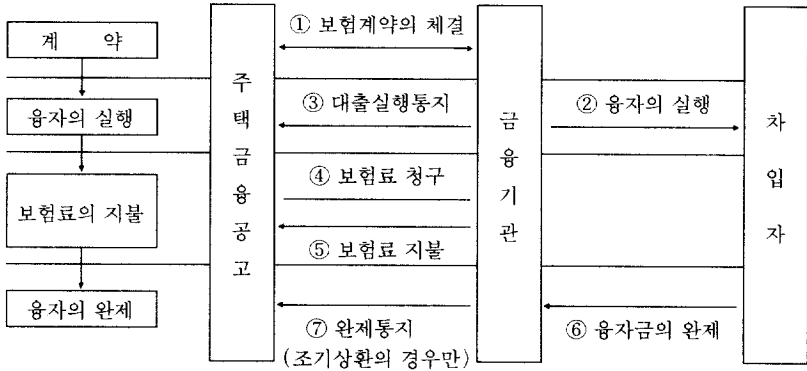 계 약
융자의 실행
보험료의 지불
융자의 완제
주택금융공고
① 보험계약의 체결
③ 대출실행통지
④ 보험료 청구
⑤ 보험료 지불
⑦ 완제통지
(조기상환의 경우만)
금융기관
② 융자의 실행
⑥ 융자금의 완제
차입자